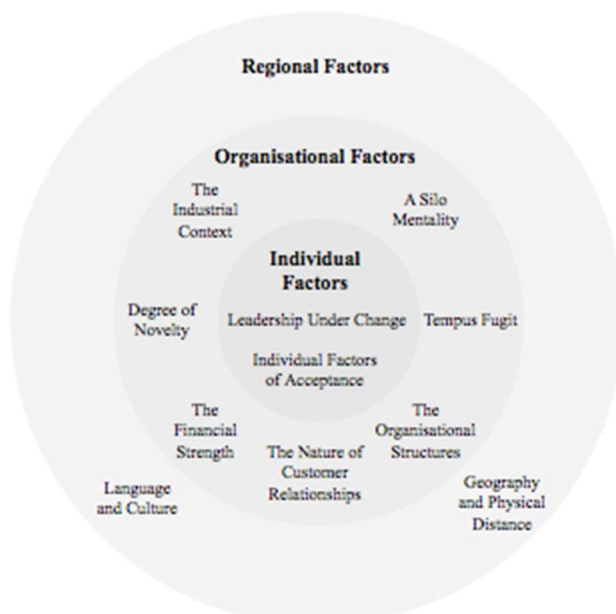 Regional Factors
Organisational Factors
The
Industrial
Context
A Silo
Mentality
Individual
Factors
Degree of
Novelty
Leadership Under Change
Tempus Fugit
Individual Factors
of Acceptance
The
Financial
Strength
The Nature of
Customer
Relationships
The
Organisational
Structures
Language
and Culture
Geography
and Physical
Distance